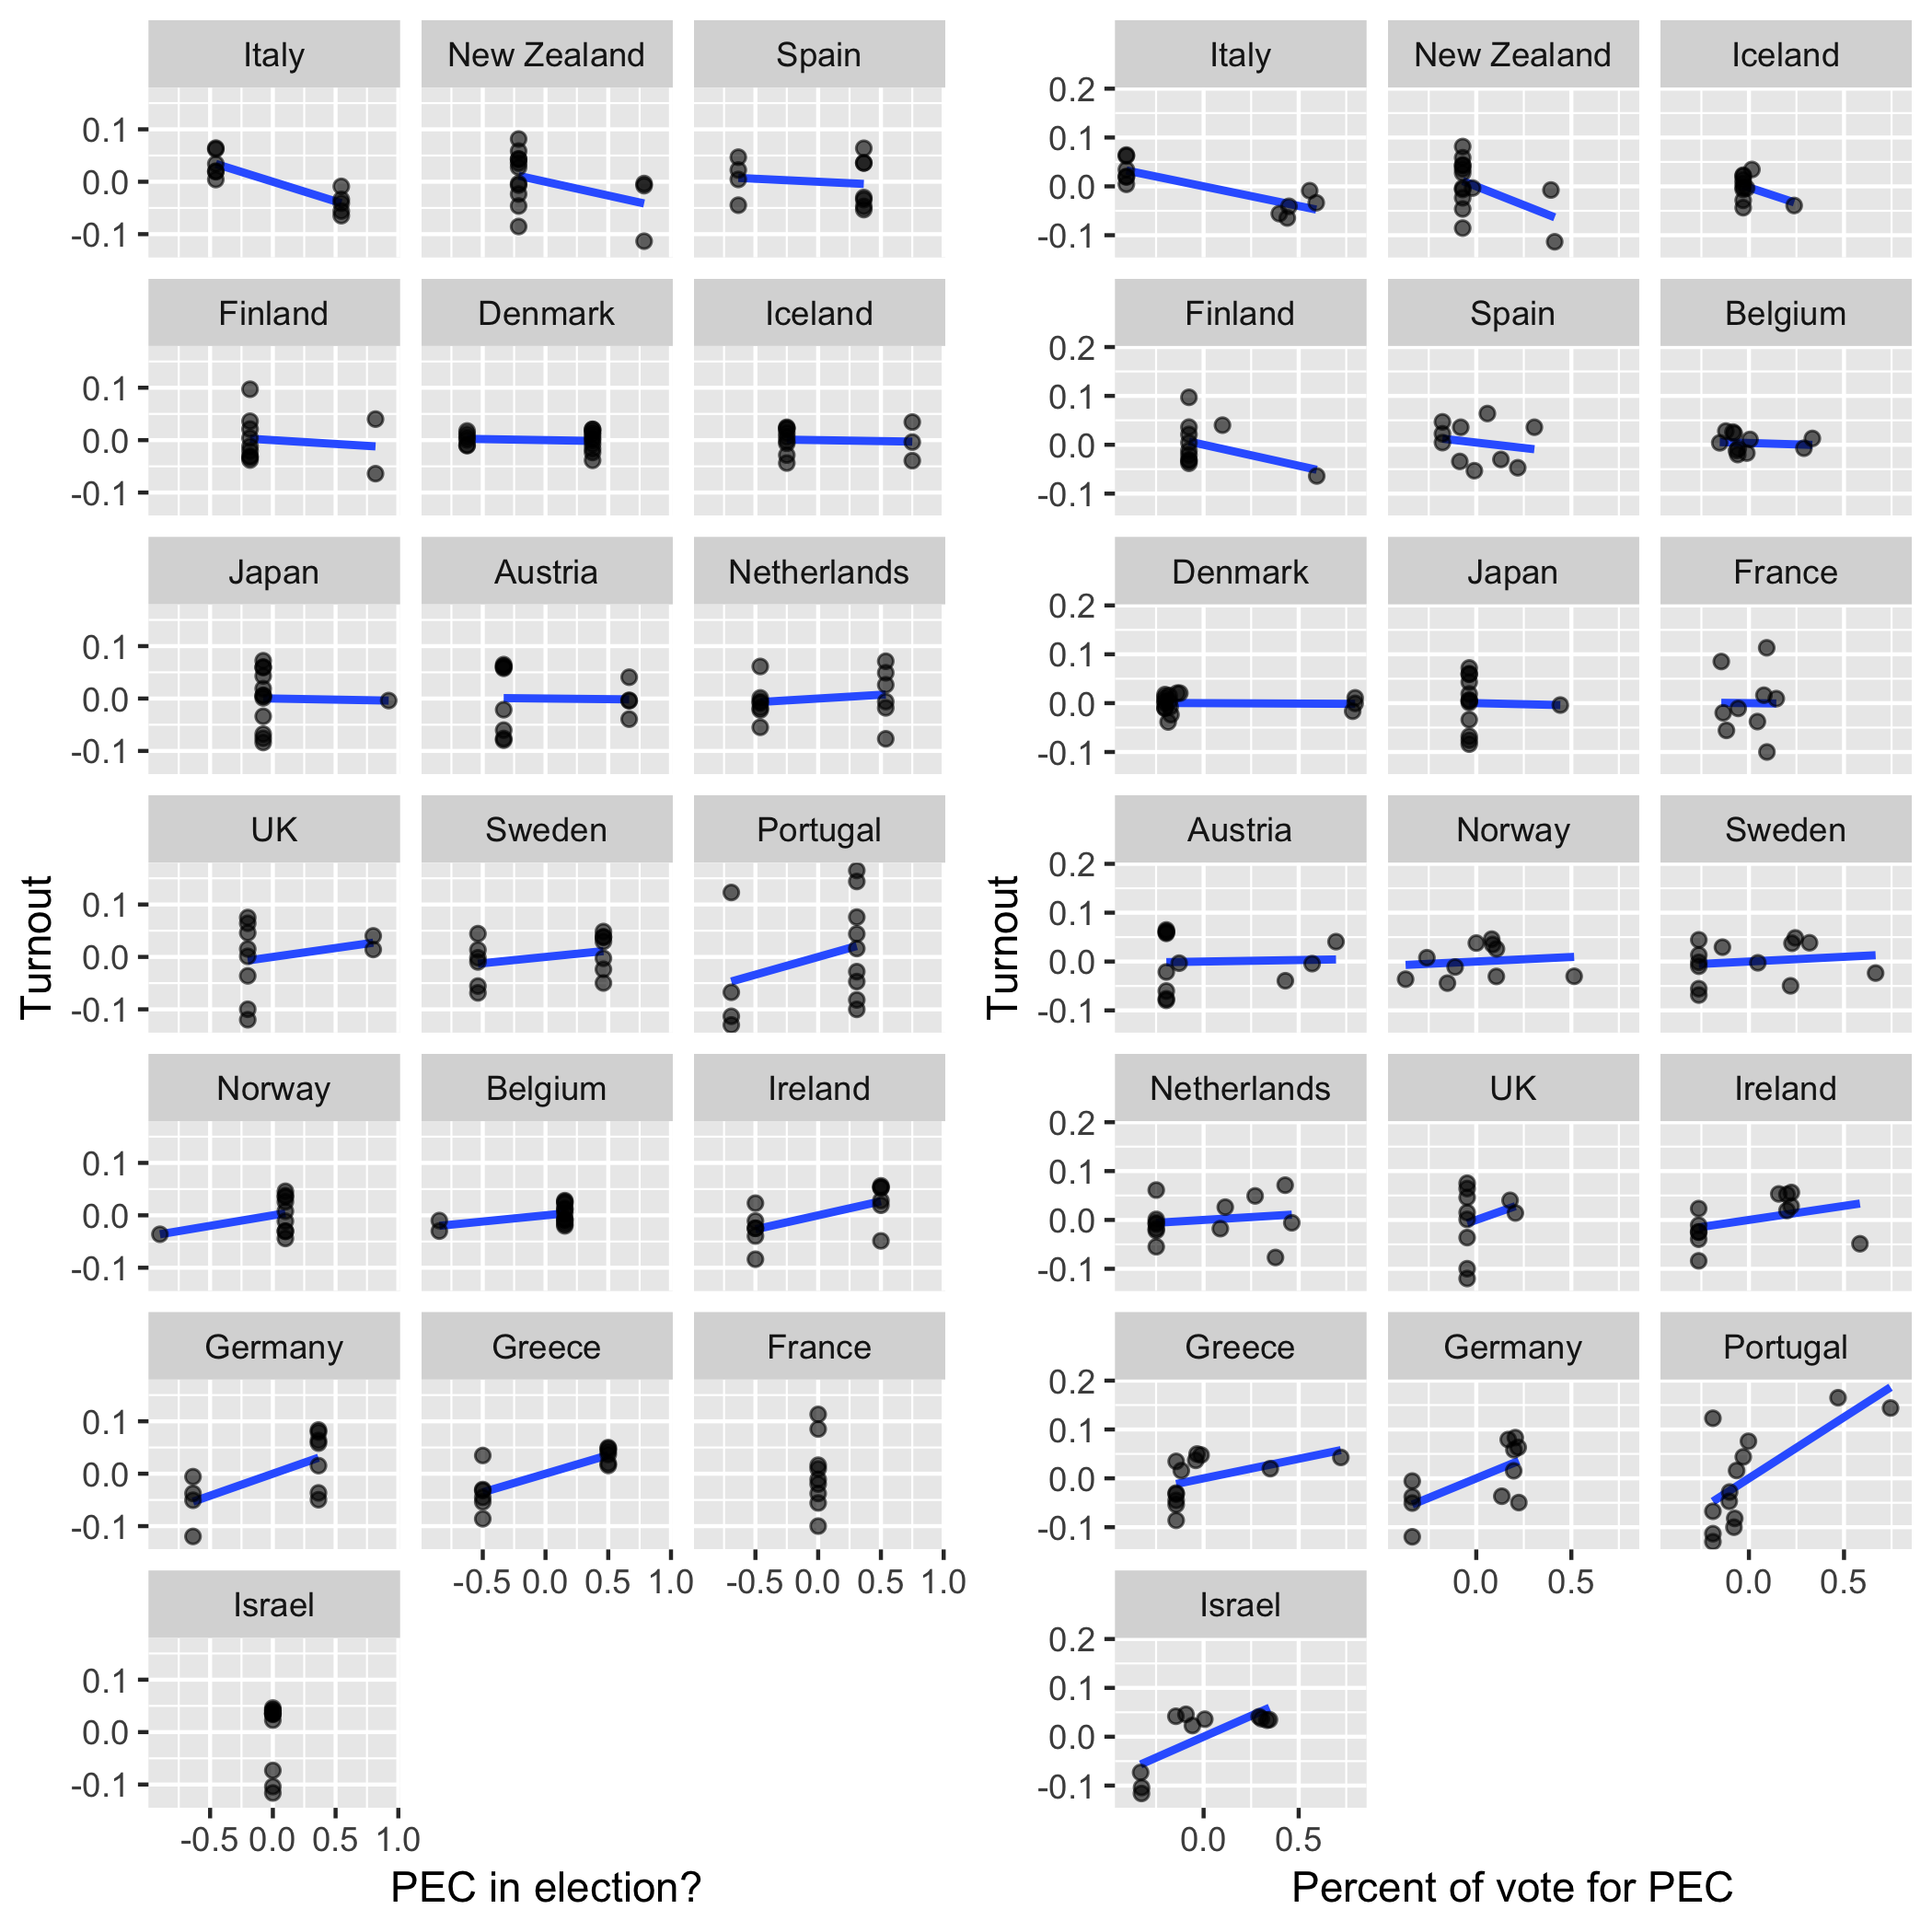 Italy New Zealand Spain
0.1
0.0
-0.1
Finland Denmark Iceland
0.1
0.0
-0.1
Japan Austria Netherlands
0.1
0.0
-0.1
UK Sweden Portugal
0.1
0.0
-0.1
Norway Belgium Ireland
0.1
0.0
-0.1
Germany Greece France
0.1
0.0
-0.1
-0.5 0.0 0.5 1.0 -0.5 0.0 0.5 1.0
Israel
0.1
0.0
-0.1
-0.5 0.0 0.5 1.0
Turnout
PEC in election?
Italy New Zealand Iceland
0.2
0.1
0.0
-0.1
Finland Spain Belgium
0.2
0.1
0.0
-0.1
Denmark Japan France
0.2
0.1
0.0
-0.1
Austria Norway Sweden
0.2
0.1
0.0
-0.1
Netherlands UK Ireland
0.2
0.1
0.0
-0.1
Greece Germany Portugal
0.2
0.1
0.0
-0.1
0.0 0.5 0.0 0.5
Israel
0.2
0.1
0.0
-0.1
0.0 0.5
Turnout
Percent of vote for PEC